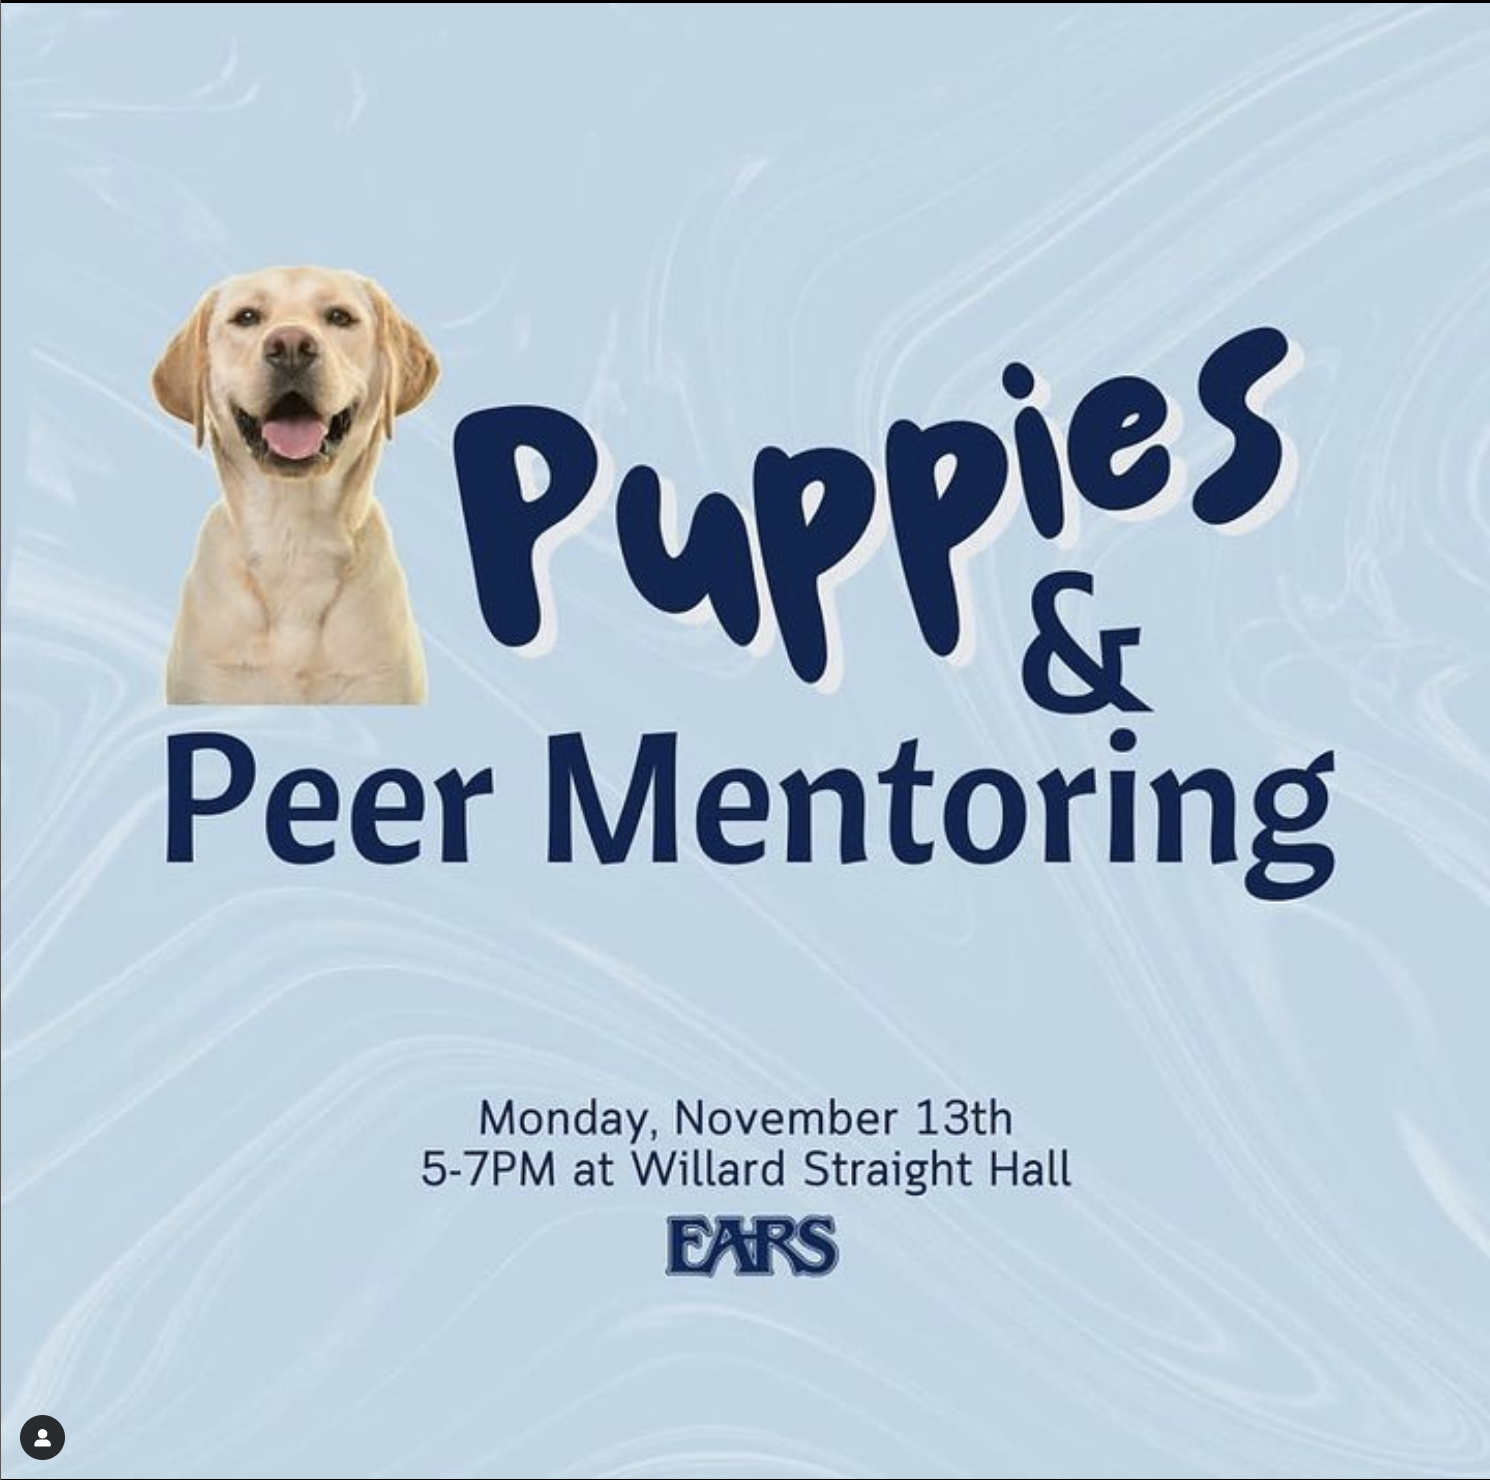 Puppies
&
Peer Mentoring
Monday, November 13th
5-7PM at Willard Straight Hall
EARS